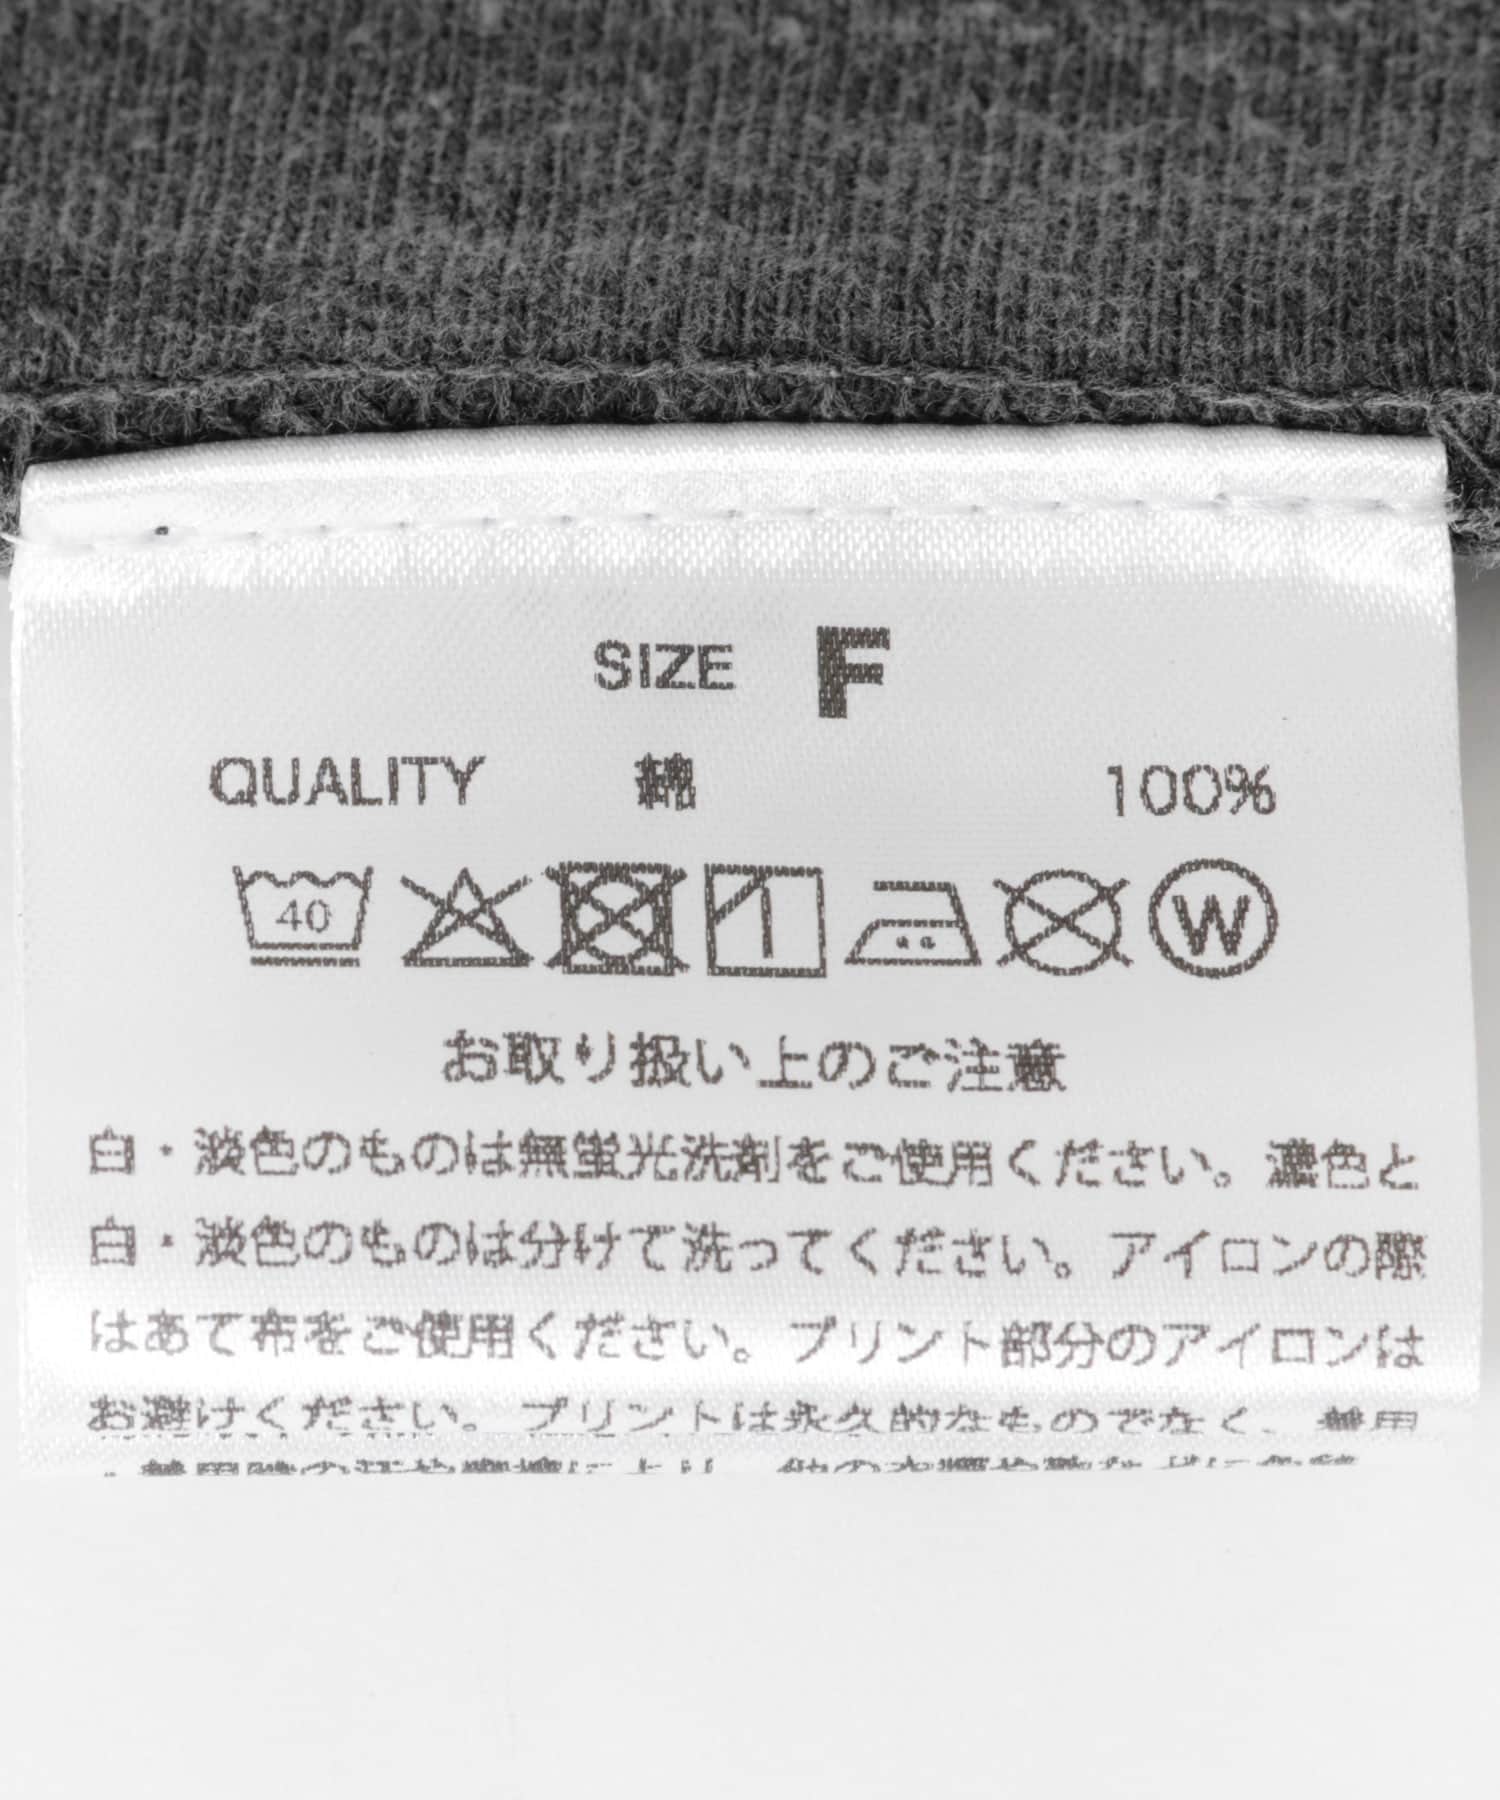 SIZE F
QUALITY 綿 100%
40 W
お取り扱い上のご注意
白・淡色のものは無蛍光洗剤をご使用ください。濃色と
白・淡色のものは分けて洗ってください。アイロンの際
はあて布をご使用ください。プリント部分のアイロンは
お避けください。プリントは永久的なものでなく、着用